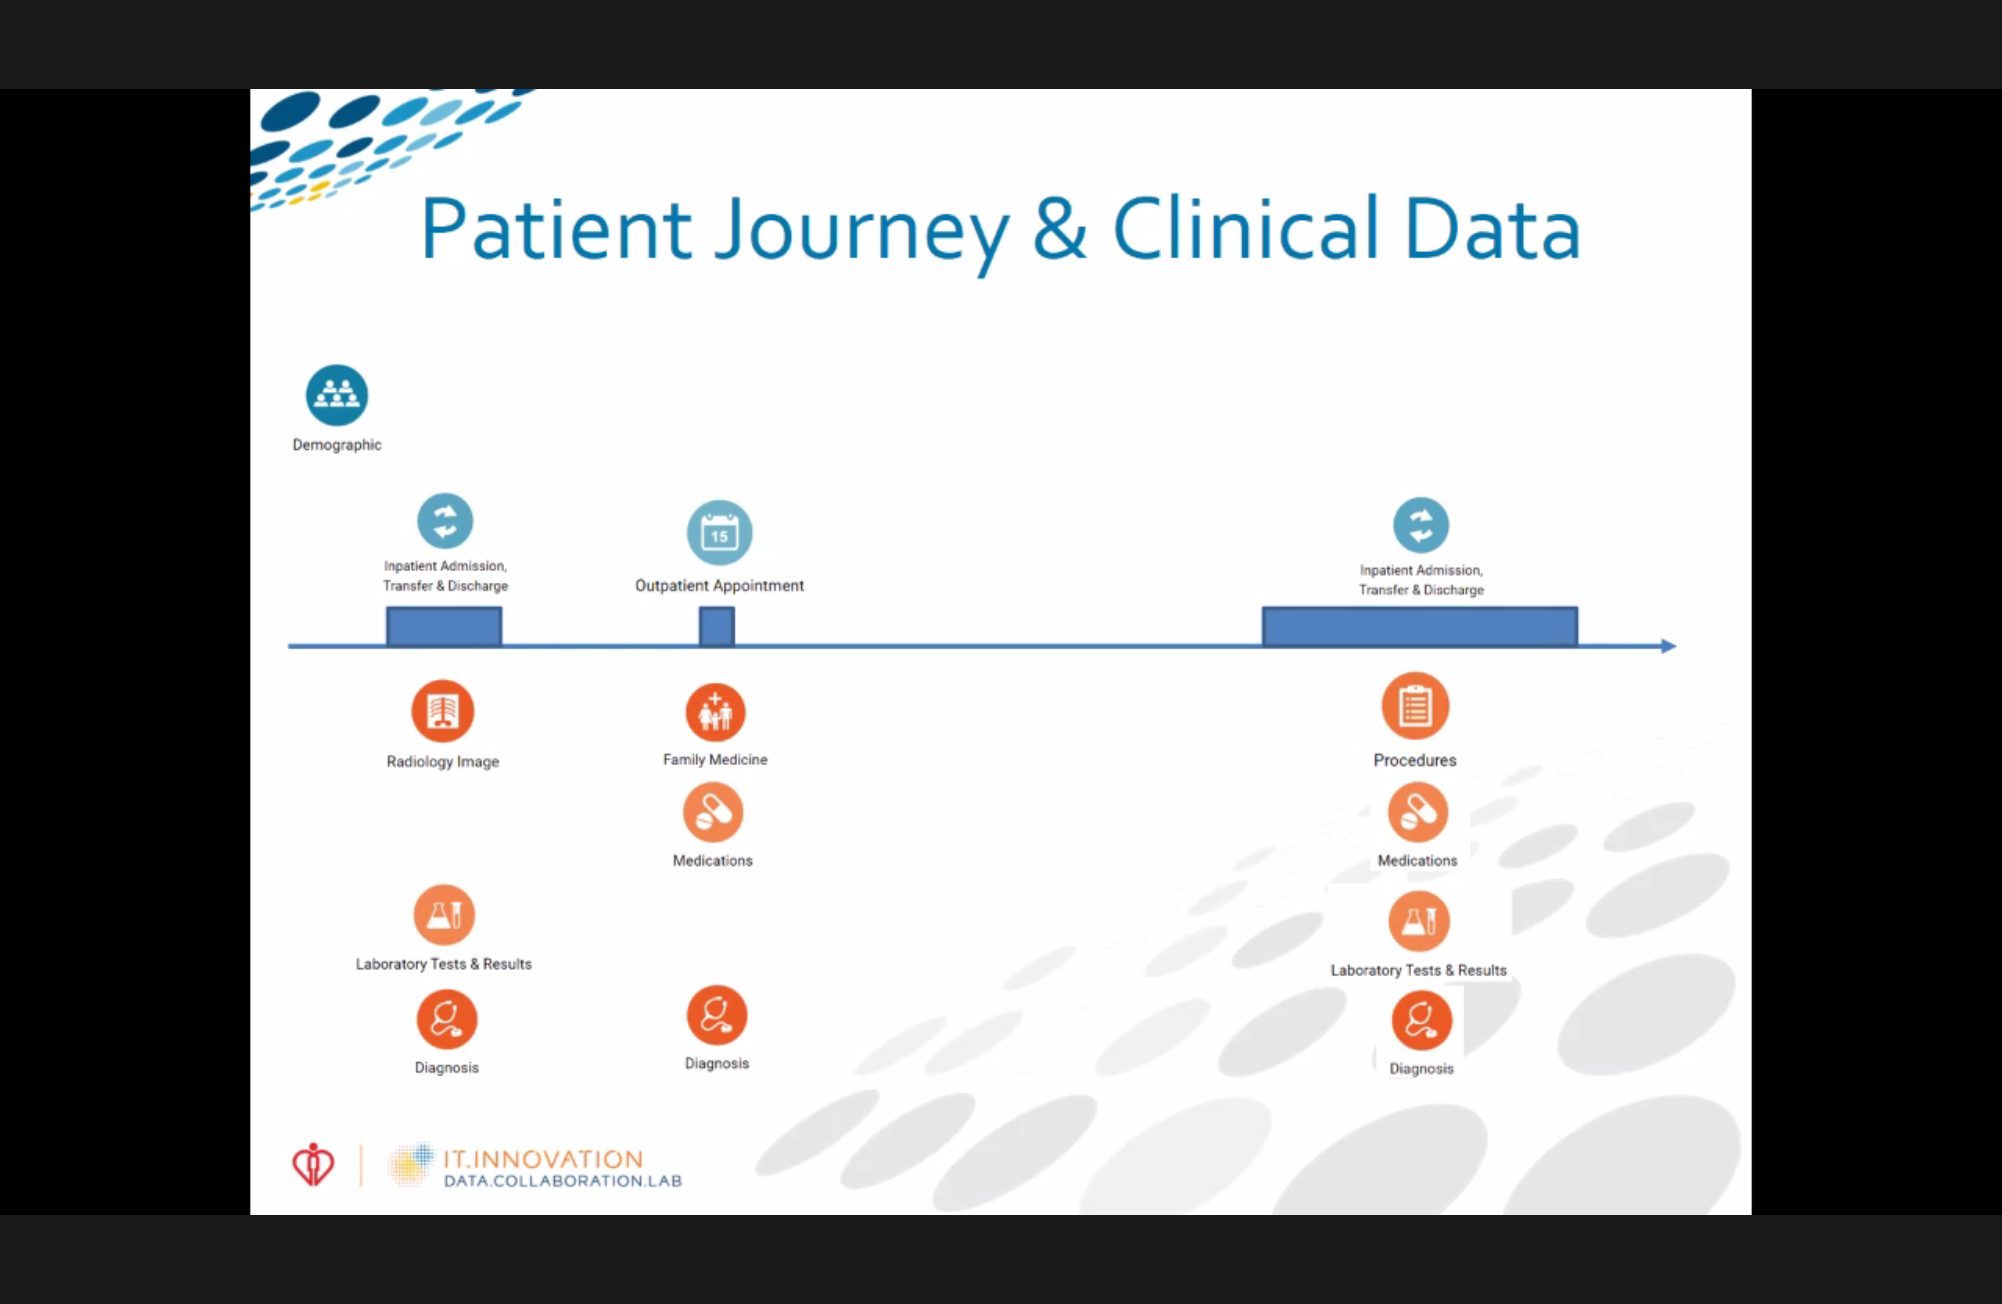 Patient Journey & Clinical Data
Demographic
Inpatient Admission,
Transfer & Discharge
15
Outpatient Appointment
Inpatient Admission,
Transfer & Discharge
Radiology Image
Family Medicine
Procedures
Medications
Medications
Laboratory Tests & Results
Laboratory Tests & Results
Diagnosis
Diagnosis
Diagnosis
IT.INNOVATION
DATA.COLLABORATION.LAB